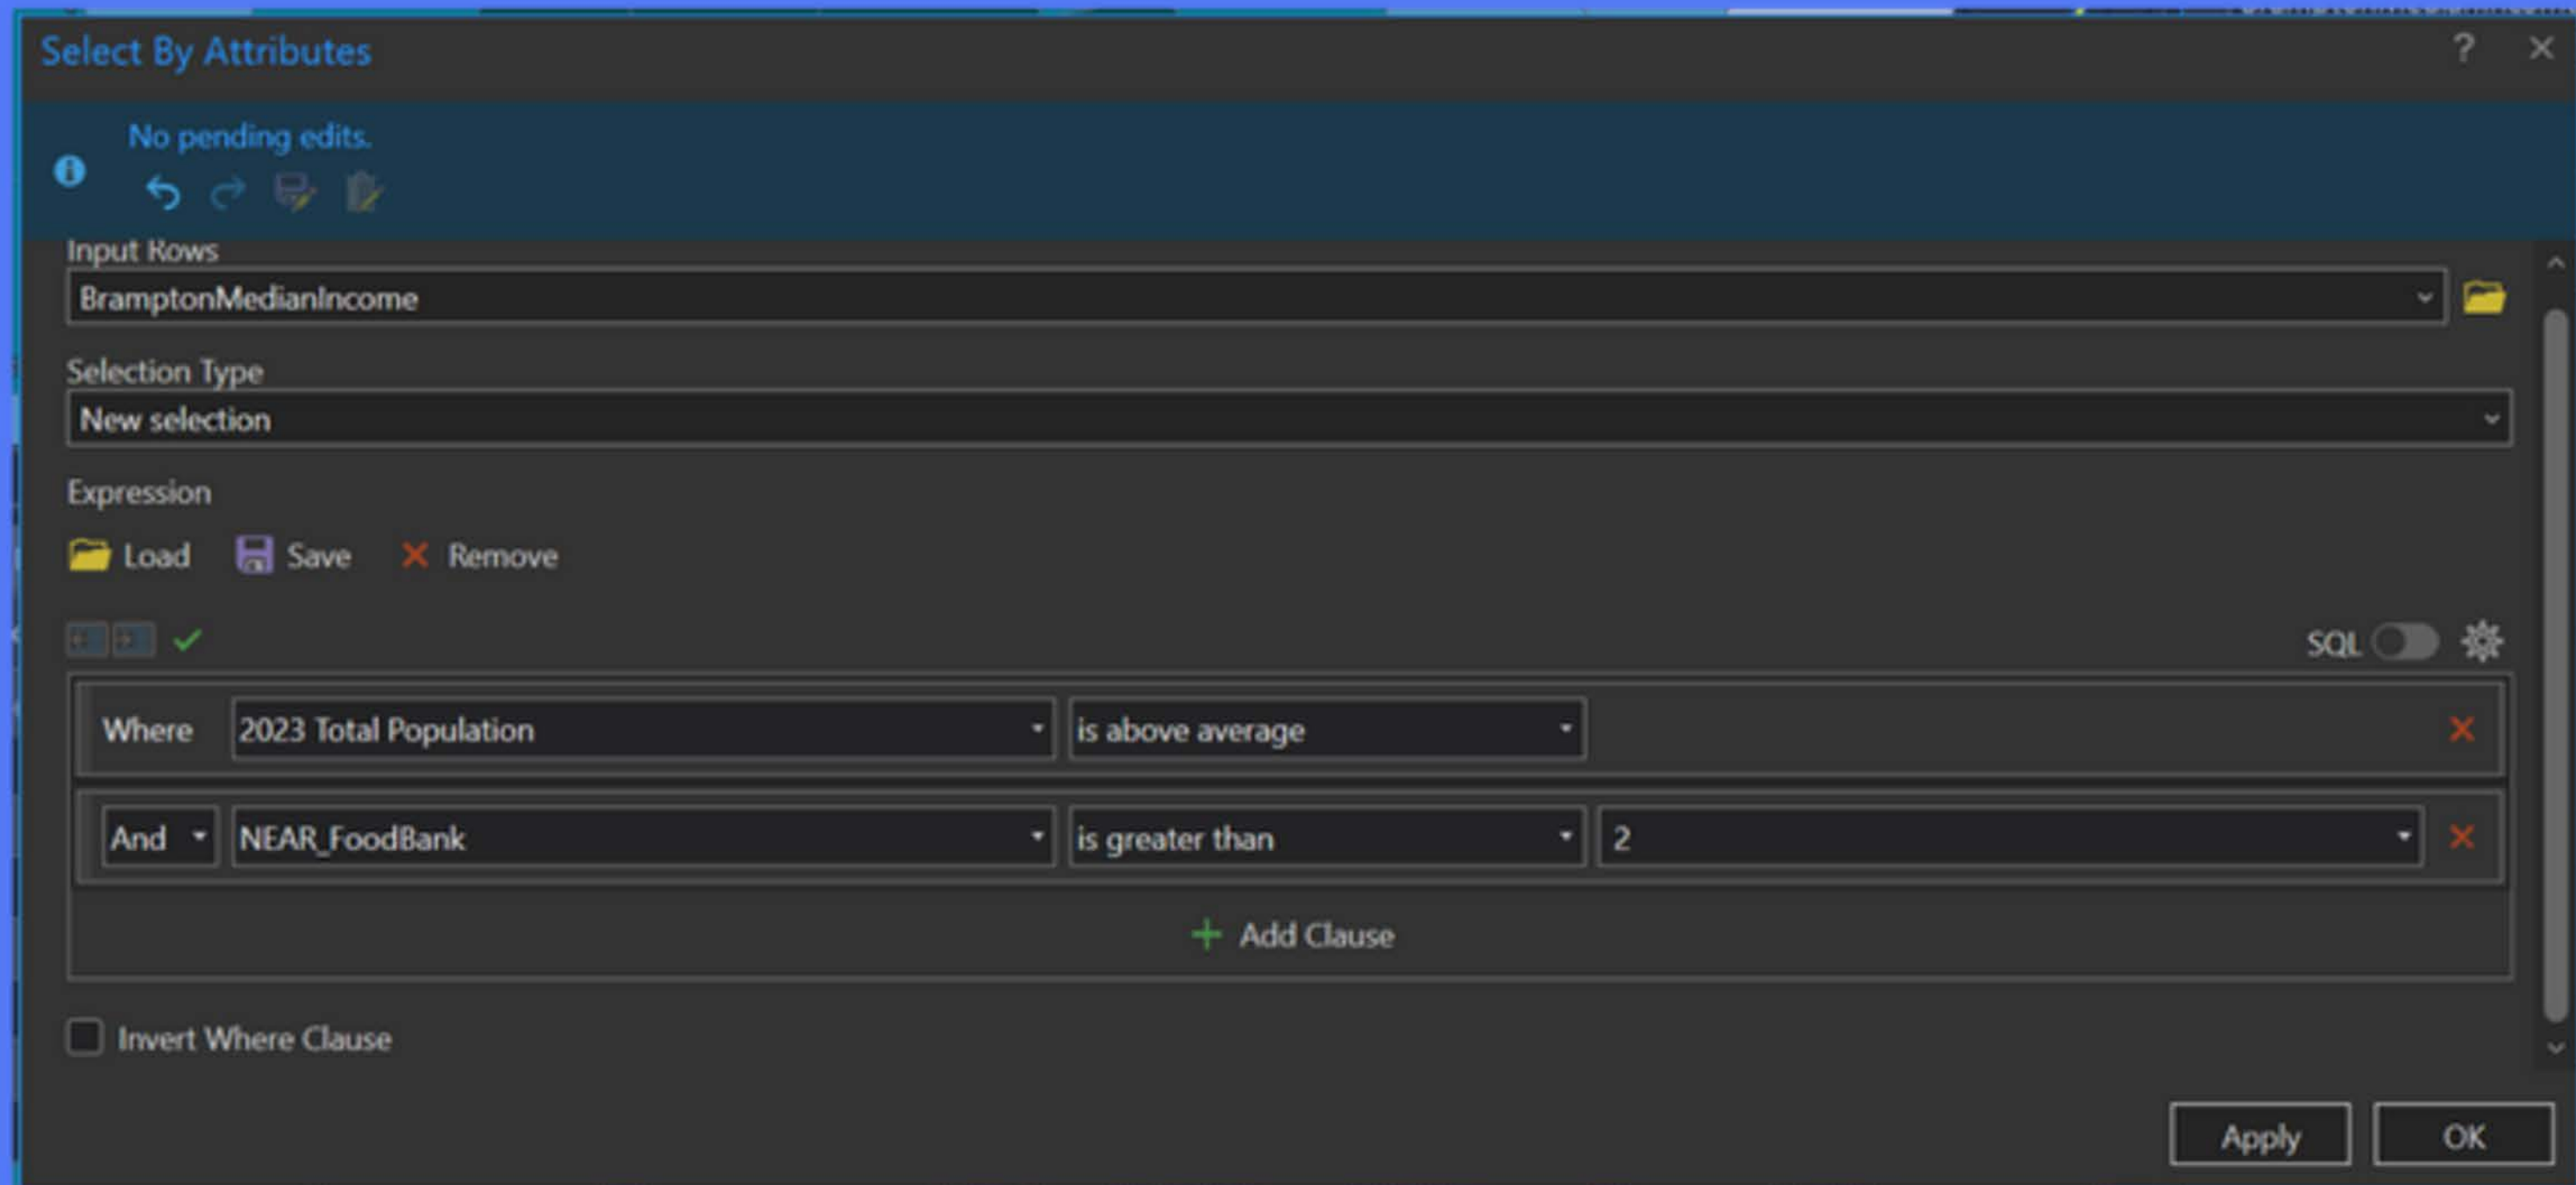 Select By Attributes ?
No pending edits.
Input Rows
BramptonMedianIncome
Selection Type
New selection
Expression
Load Save Remove
SQL
Where 2023 Total Population is above average
And NEAR_FoodBank is greater than 2
+ Add Clause
Invert Where Clause
Apply OK